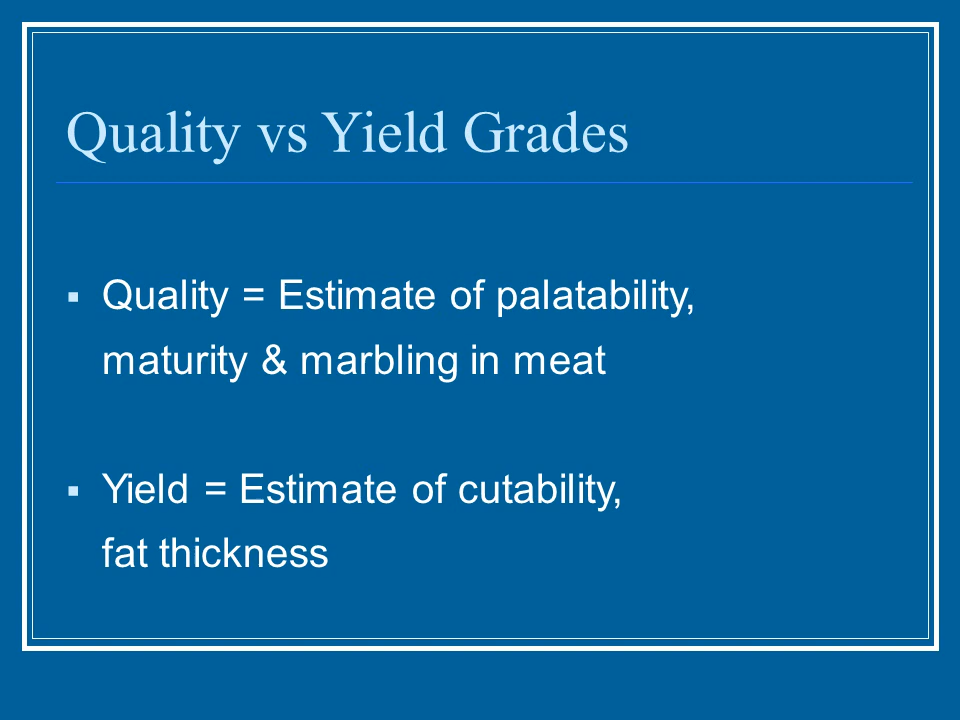 Quality vs Yield Grades
▪ Quality = Estimate of palatability,
maturity & marbling in meat
▪ Yield = Estimate of cutability,
fat thickness